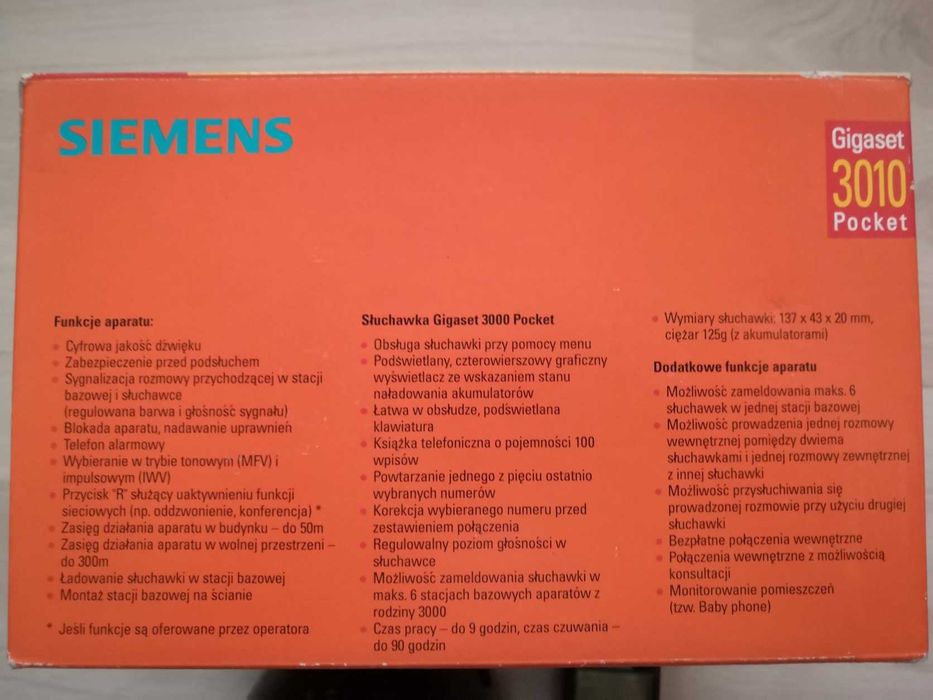 SIEMENS
Gigaset
3010
Pocket
Funkcje aparatu:
• Cyfrowa jakość dźwięku
• Zabezpieczenie przed podsłuchem
• Sygnalizacja rozmowy przychodzącej w stacji
bazowej i słuchawce
(regulowana barwa i głośność sygnału)
• Blokada aparatu, nadawanie uprawnień
• Telefon alarmowy
• Wybieranie w trybie tonowym (MFV) i
impulsowym (IWV)
• Przycisk "R" służący uaktywnieniu funkcji
sieciowych (np. oddzwonienie, konferencja) *
• Zasięg działania aparatu w budynku – do 50m
• Zasięg działania aparatu w wolnej przestrzeni –
do 300m
• Ładowanie słuchawki w stacji bazowej
• Montaż stacji bazowej na ścianie
* Jeśli funkcje są oferowane przez operatora
Słuchawka Gigaset 3000 Pocket
• Obsługa słuchawki przy pomocy menu
• Podświetlany, czterowierszowy graficzny
wyświetlacz ze wskazaniem stanu
naładowania akumulatorów
• Łatwa w obsłudze, podświetlana
klawiatura
• Książka telefoniczna o pojemności 100
wpisów
• Powtarzanie jednego z pięciu ostatnio
wybranych numerów
• Korekcja wybieranego numeru przed
zestawieniem połączenia
• Regulowalny poziom głośności w
słuchawce
• Możliwość zameldowania słuchawki w
maks. 6 stacjach bazowych aparatów z
rodziny 3000
• Czas pracy – do 9 godzin, czas czuwania –
do 90 godzin
• Wymiary słuchawki: 137 x 43 x 20 mm,
ciężar 125g (z akumulatorami)
Dodatkowe funkcje aparatu
• Możliwość zameldowania maks. 6
słuchawek w jednej stacji bazowej
• Możliwość prowadzenia jednej rozmowy
wewnętrznej pomiędzy dwiema
słuchawkami i jednej rozmowy zewnętrznej
z innej słuchawki
• Możliwość przysłuchiwania się
prowadzonej rozmowie przy użyciu drugiej
słuchawki
• Bezpłatne połączenia wewnętrzne
• Połączenia wewnętrzne z możliwością
konsultacji
• Monitorowanie pomieszczeń
(tzw. Baby phone)